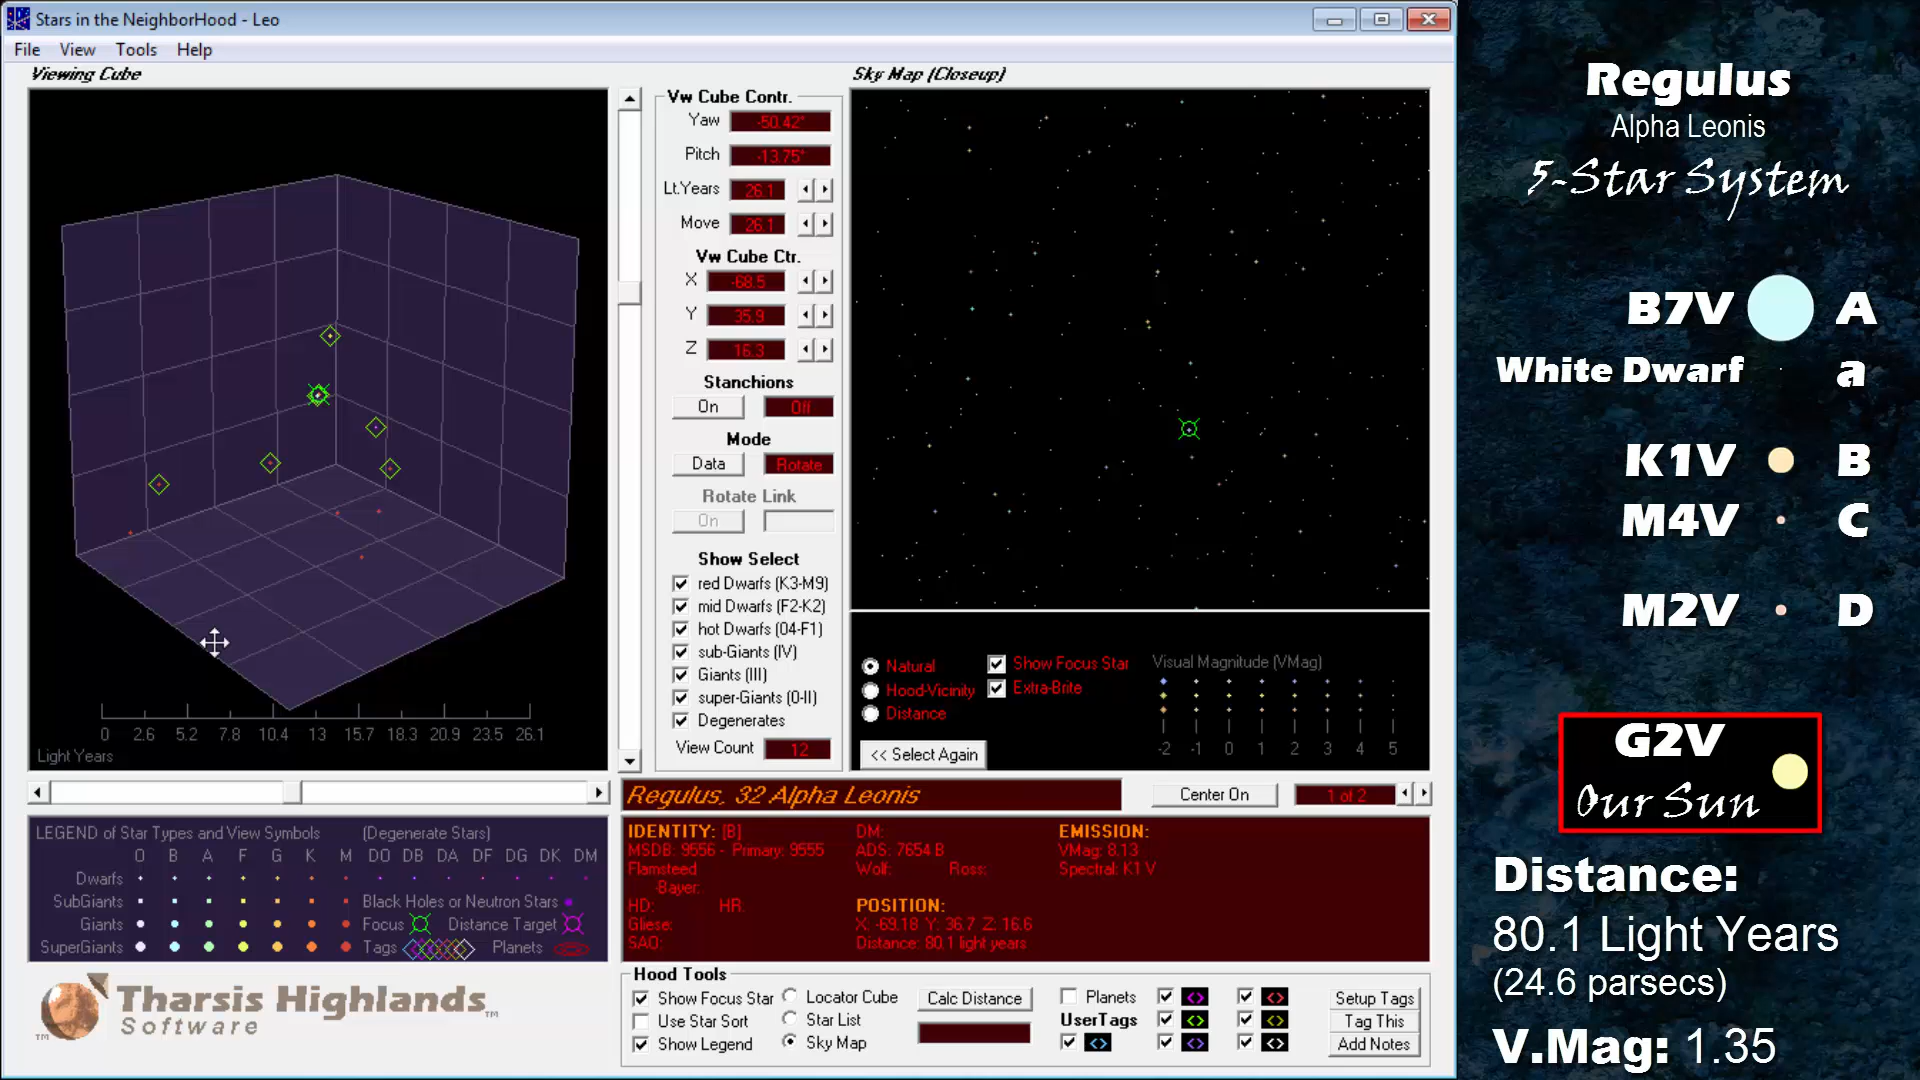 Stars in the NeighborHood - Leo
File View Tools Help
Viewing Cube
Light Years
0 2.6 5.2 7.8 10.4 13 15.7 18.3 20.9 23.5 26.1
Vw Cube Contr.
Yaw -50.42°
Pitch -13.75°
Lt.Years 26.1
Move 26.1
Vw Cube Ctr.
X -68.5
Y 35.9
Z 16.3
Stanchions
On Off
Mode
Data Rotate
Rotate Link
On
Show Select
red Dwarfs (K3-M9)
mid Dwarfs (F2-K2)
hot Dwarfs (O4-F1)
sub-Giants (IV)
Giants (III)
super-Giants (0-II)
Degenerates
View Count 12
Sky Map (Closeup)
Natural
Hood-Vicinity
Distance
Show Focus Star
Extra-Brite
Visual Magnitude (VMag)
-2 -1 0 1 2 3 4 5
<< Select Again
Regulus, 32 Alpha Leonis
Center On
1 of 2
IDENTITY: [B]
MSDB: 9556 - Primary: 9555
Flamsteed
-Bayer:
HD: HR:
Gliese:
SAO:
DM:
ADS: 7654 B
Wolf: Ross:
POSITION:
X: -69.18 Y: 36.7 Z: 16.6
Distance: 80.1 light years
EMISSION:
VMag: 8.13
Spectral: K1 V
LEGEND of Star Types and View Symbols (Degenerate Stars)
O B A F G K M DO DB DA DF DG DK DM
Dwarfs
SubGiants Black Holes or Neutron Stars
Giants Focus Distance Target
SuperGiants Tags Planets
Tharsis Highlands™
Software
TM
Hood Tools
Show Focus Star
Use Star Sort
Show Legend
Locator Cube
Star List
Sky Map
Calc Distance
Planets
UserTags
Setup Tags
Tag This
Add Notes
Regulus
Alpha Leonis
5-Star System
B7V A
White Dwarf a
K1V B
M4V C
M2V D
G2V
Our Sun
Distance:
80.1 Light Years
(24.6 parsecs)
V.Mag: 1.35